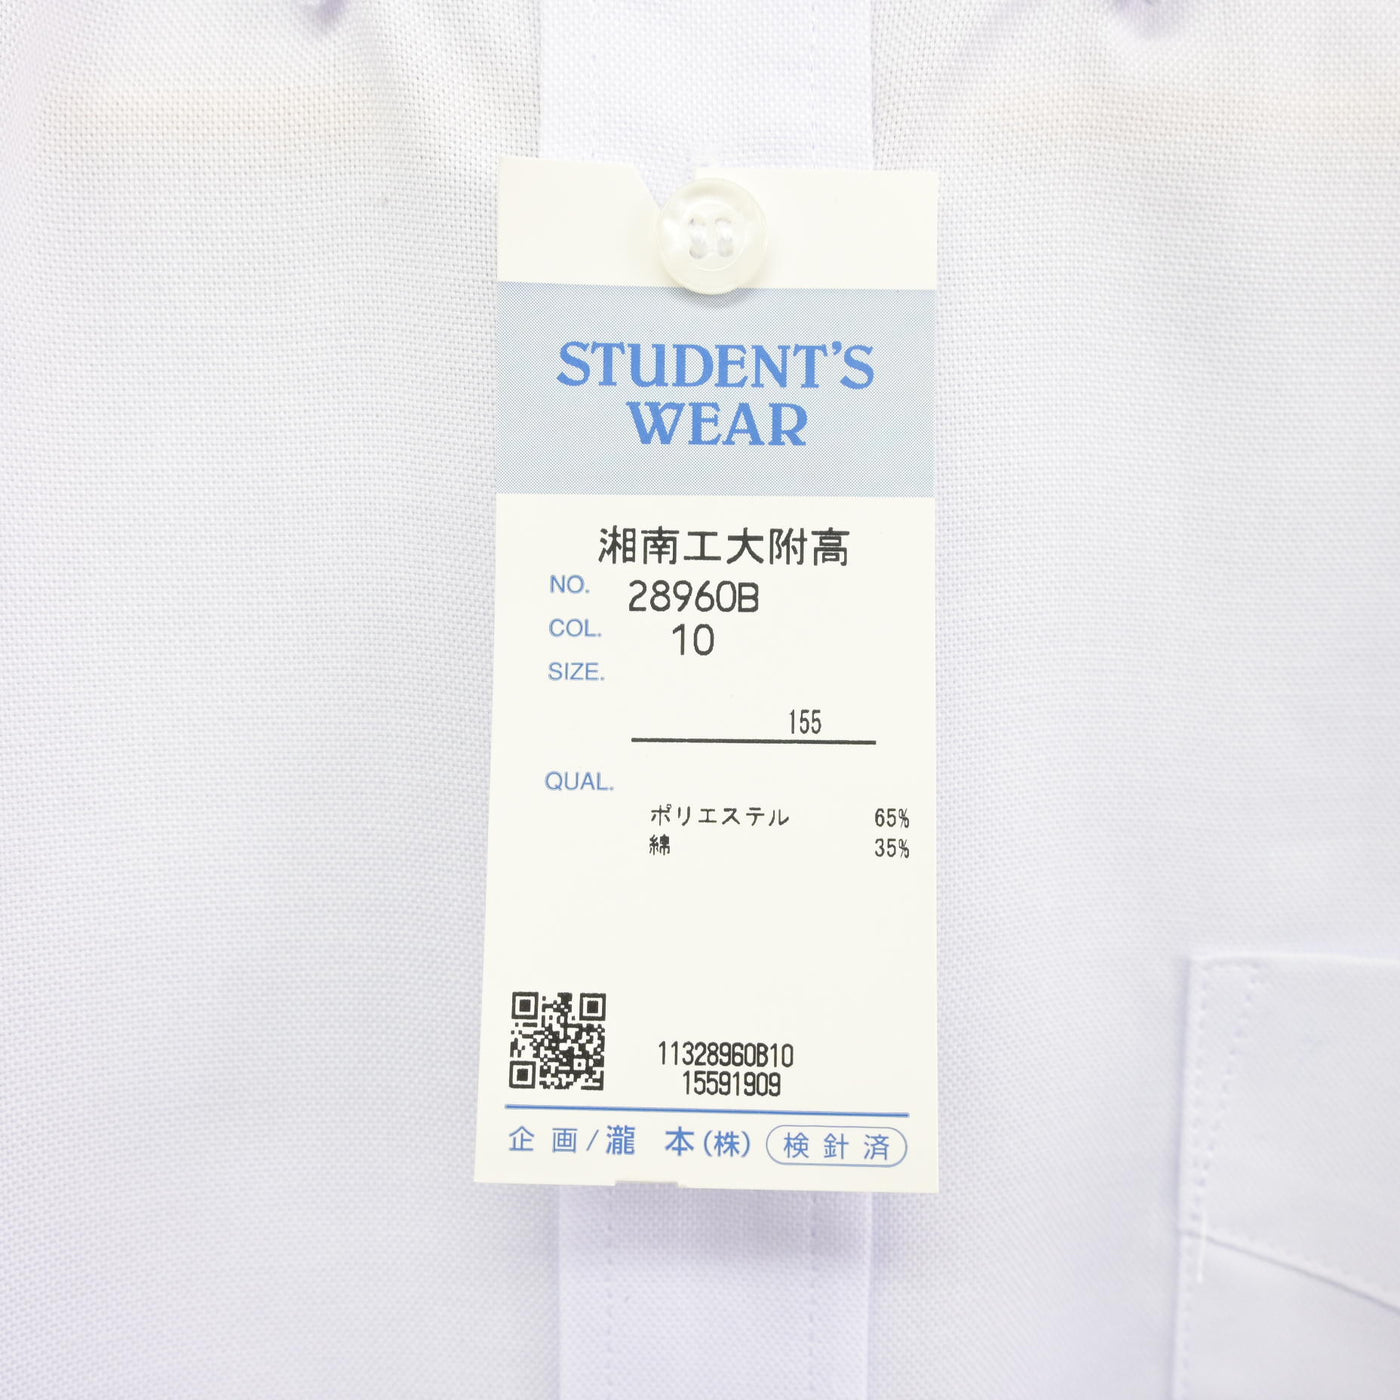 STUDENT'S
WEAR
湘南工大附高
NO. 28960B
COL. 10
SIZE.
155
QUAL.
ポリエステル 65%
綿 35%
11328960B10
15591909
企画/瀧本(株) 検針済